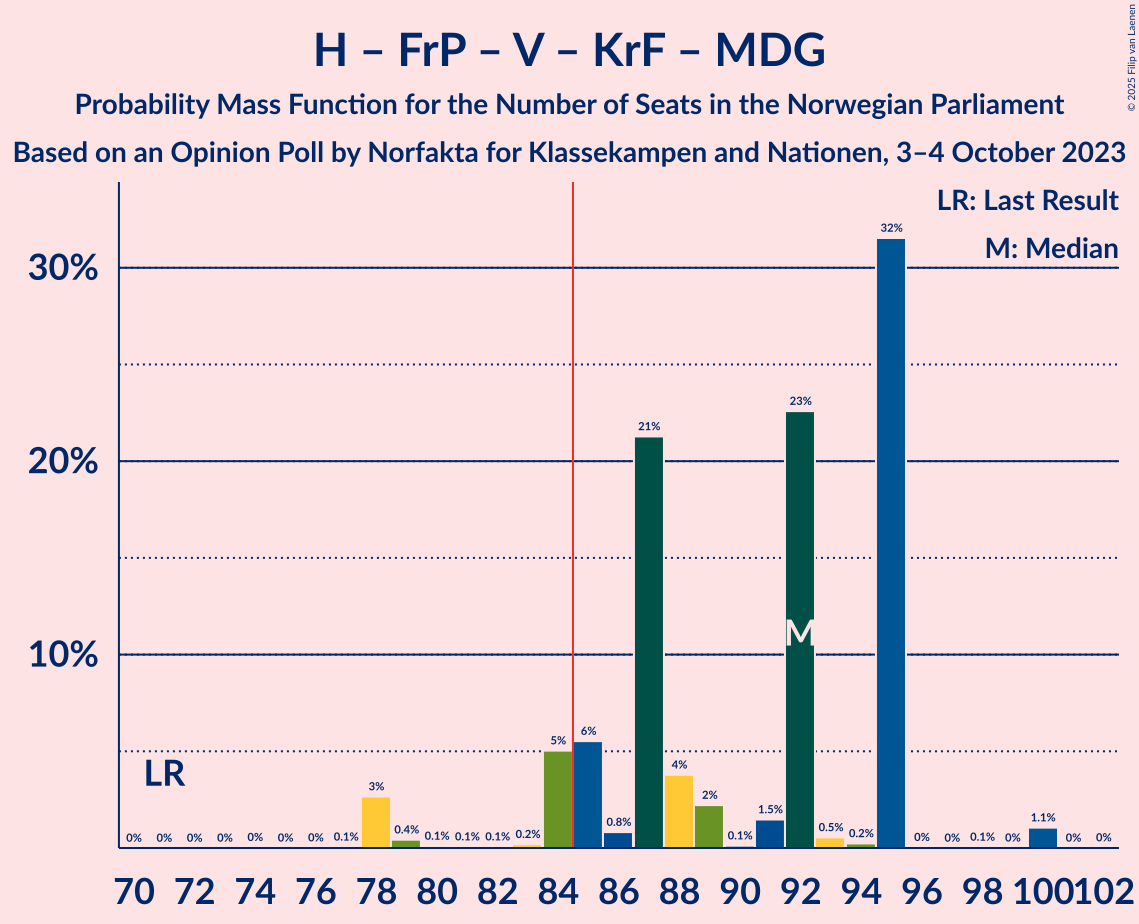 H – FrP – V – KrF – MDG
Probability Mass Function for the Number of Seats in the Norwegian Parliament
Based on an Opinion Poll by Norfakta for Klassekampen and Nationen, 3–4 October 2023
© 2025 Filip van Laenen
LR: Last Result
M: Median
30%
20%
10%
LR
M
0% 0% 0% 0% 0% 0% 0% 0.1% 3% 0.4% 0.1% 0.1% 0.1% 0.2% 5% 6% 0.8% 21% 4% 2% 0.1% 1.5% 23% 0.5% 0.2% 32% 0% 0% 0.1% 0% 1.1% 0% 0%
70 72 74 76 78 80 82 84 86 88 90 92 94 96 98 100 102